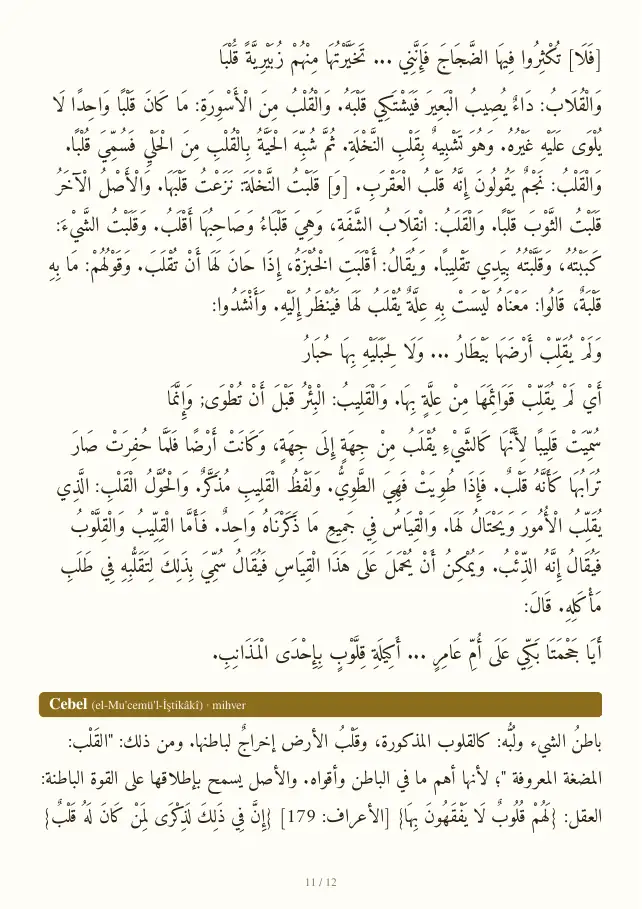 [فَلَا] تُكْثِرُوا فِيهَا الضَّجَاجَ فَإِنَّنِي ... تَخَيَّرْتُهَا مِنْهُمْ زُبَيْرِيَّةً قُلْبَا
وَالْقُلَابُ: دَاءٌ يُصِيبُ الْبَعِيرَ فَيَشْتَكِي قَلْبَهُ. وَالْقُلْبُ مِنَ الْأَسْوِرَةِ: مَا كَانَ قَلْبًا وَاحِدًا لَا
يُلْوَى عَلَيْهِ غَيْرُهُ. وَهُوَ تَشْبِيهٌ بِقَلْبِ النَّخْلَةِ. ثُمَّ شُبِّهَ الْحَيَّةُ بِالْقُلْبِ مِنَ الْحَلْيِ فَسُمِّيَ قُلْبًا.
وَالْقَلْبُ: نَجْمٌ يَقُولُونَ إِنَّهُ قَلْبُ الْعَقْرَبِ. [وَ] قَلَبْتُ النَّخْلَةَ: نَزَعْتُ قَلْبَهَا. وَالْأَصْلُ الْآخَرُ
قَلَبْتُ الثَّوْبَ قَلْبًا. وَالْقَلَبُ: انْقِلَابُ الشَّفَةِ، وَهِيَ قَلْبَاءُ وَصَاحِبُهَا أَقْلَبُ. وَقَلَبْتُ الشَّيْءَ:
كَبَبْتُهُ، وَقَلَّبْتُهُ بِيَدِي تَقْلِيبًا. وَيُقَالُ: أَقْلَبَتِ الْخُبْزَةُ، إِذَا حَانَ لَهَا أَنْ تُقْلَبَ. وَقَوْلُهُمْ: مَا بِهِ
قَلَبَةٌ، قَالُوا: مَعْنَاهُ لَيْسَتْ بِهِ عِلَّةٌ يُقْلَبُ لَهَا فَيُنْظَرُ إِلَيْهِ. وَأَنْشَدُوا:
وَلَمْ يُقَلِّبْ أَرْضَهَا بَيْطَارُ ... وَلَا لِحَبْلَيْهِ بِهَا حُبَارُ
أَيْ لَمْ يُقَلِّبْ قَوَائِمَهَا مِنْ عِلَّةٍ بِهَا. وَالْقَلِيبُ: الْبِئْرُ قَبْلَ أَنْ تُطْوَى; وَإِنَّمَا
سُمِّيَتْ قَلِيبًا لِأَنَّهَا كَالشَّيْءِ يُقْلَبُ مِنْ جِهَةٍ إِلَى جِهَةٍ، وَكَانَتْ أَرْضًا فَلَمَّا حُفِرَتْ صَارَ
تُرَابُهَا كَأَنَّهُ قَلْبٌ. فَإِذَا طُوِيَتْ فَهِيَ الطَّوِيُّ. وَلَفْظُ الْقَلِيبِ مُذَكَّرٌ. وَالْحُوَّلُ الْقَلْبِ: الَّذِي
يُقَلِّبُ الْأُمُورَ وَيَحْتَالُ لَهَا. وَالْقِيَاسُ فِي جَمِيعِ مَا ذَكَرْنَاهُ وَاحِدٌ. فَأَمَّا الْقِلِّيبُ وَالْقِلَّوْبُ
فَيُقَالُ إِنَّهُ الذِّئْبُ. وَيُمْكِنُ أَنْ يُحْمَلَ عَلَى هَذَا الْقِيَاسِ فَيُقَالُ سُمِّيَ بِذَلِكَ لِتَقَلُّبِهِ فِي طَلَبِ
مَأْكَلِهِ. قَالَ:
أَيَا جَحْمَتَا بَكِّي عَلَى أُمِّ عَامِرٍ ... أَكِيلَةِ قِلَّوْبٍ بِإِحْدَى الْمَذَانِبِ.
Cebel (el-Mu'cemü'l-İştikâkî) · mihver
باطنُ الشيء ولُبُّه: كالقلوب المذكورة، وقلْبُ الأرض إخراجٌ لباطنها. ومن ذلك: "القَلْب:
المضغة المعروفة "؛ لأنها أهم ما في الباطن وأقواه. والأصل يسمح بإطلاقها على القوة الباطنة:
العقل: {لَهُمْ قُلُوبٌ لَا يَفْقَهُونَ بِهَا} [الأعراف: 179] {إِنَّ فِي ذَلِكَ لَذِكْرَى لِمَنْ كَانَ لَهُ قَلْبٌ}
11 / 12